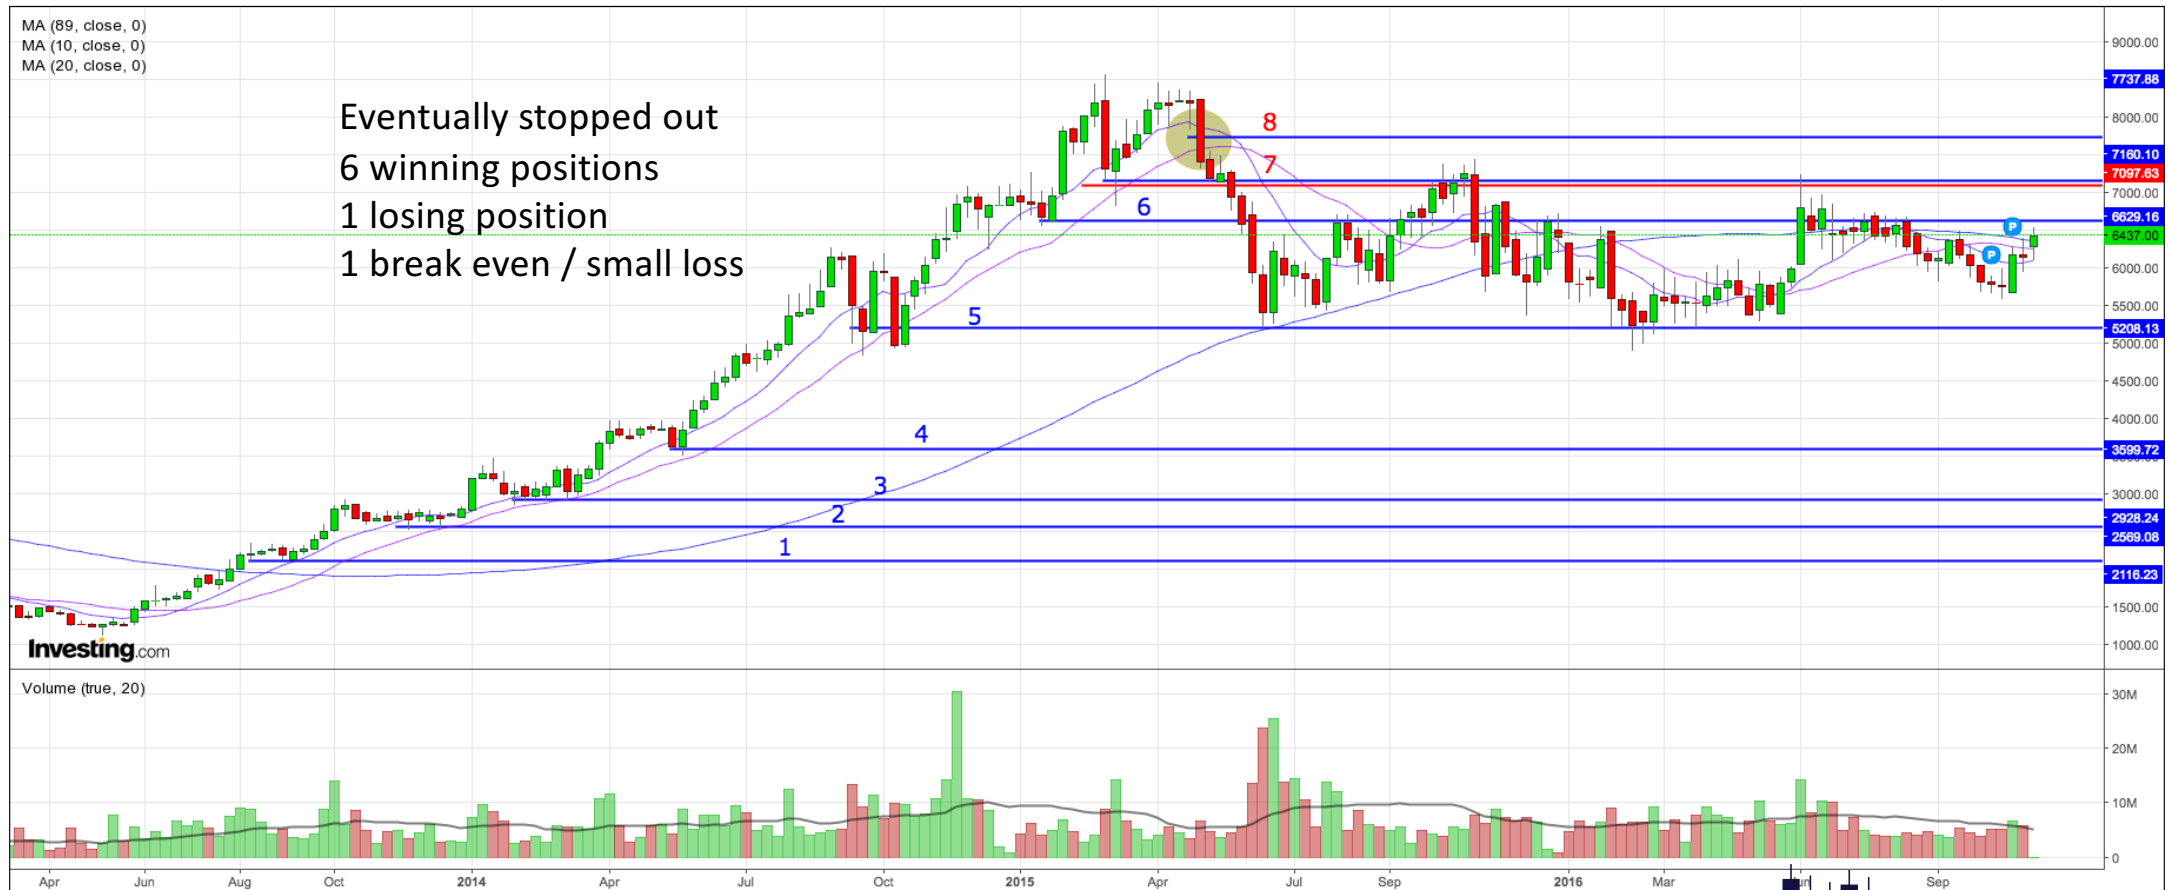 MA (89, close, 0)
MA (10, close, 0)
MA (20, close, 0)
Eventually stopped out
6 winning positions
1 losing position
1 break even / small loss
8
7
6
5
4
3
2
1
9000.00
7737.88
8000.00
7160.10
7097.63
7000.00
6629.16
6437.00
6000.00
5500.00
5208.13
5000.00
4500.00
4000.00
3599.72
3000.00
2928.24
2569.08
2116.23
1500.00
1000.00
P
P
Investing.com
Volume (true, 20)
30M
20M
10M
0
Apr Jun Aug Oct 2014 Apr Jul Oct 2015 Apr Jul Sep 2016 Mar Jun Sep